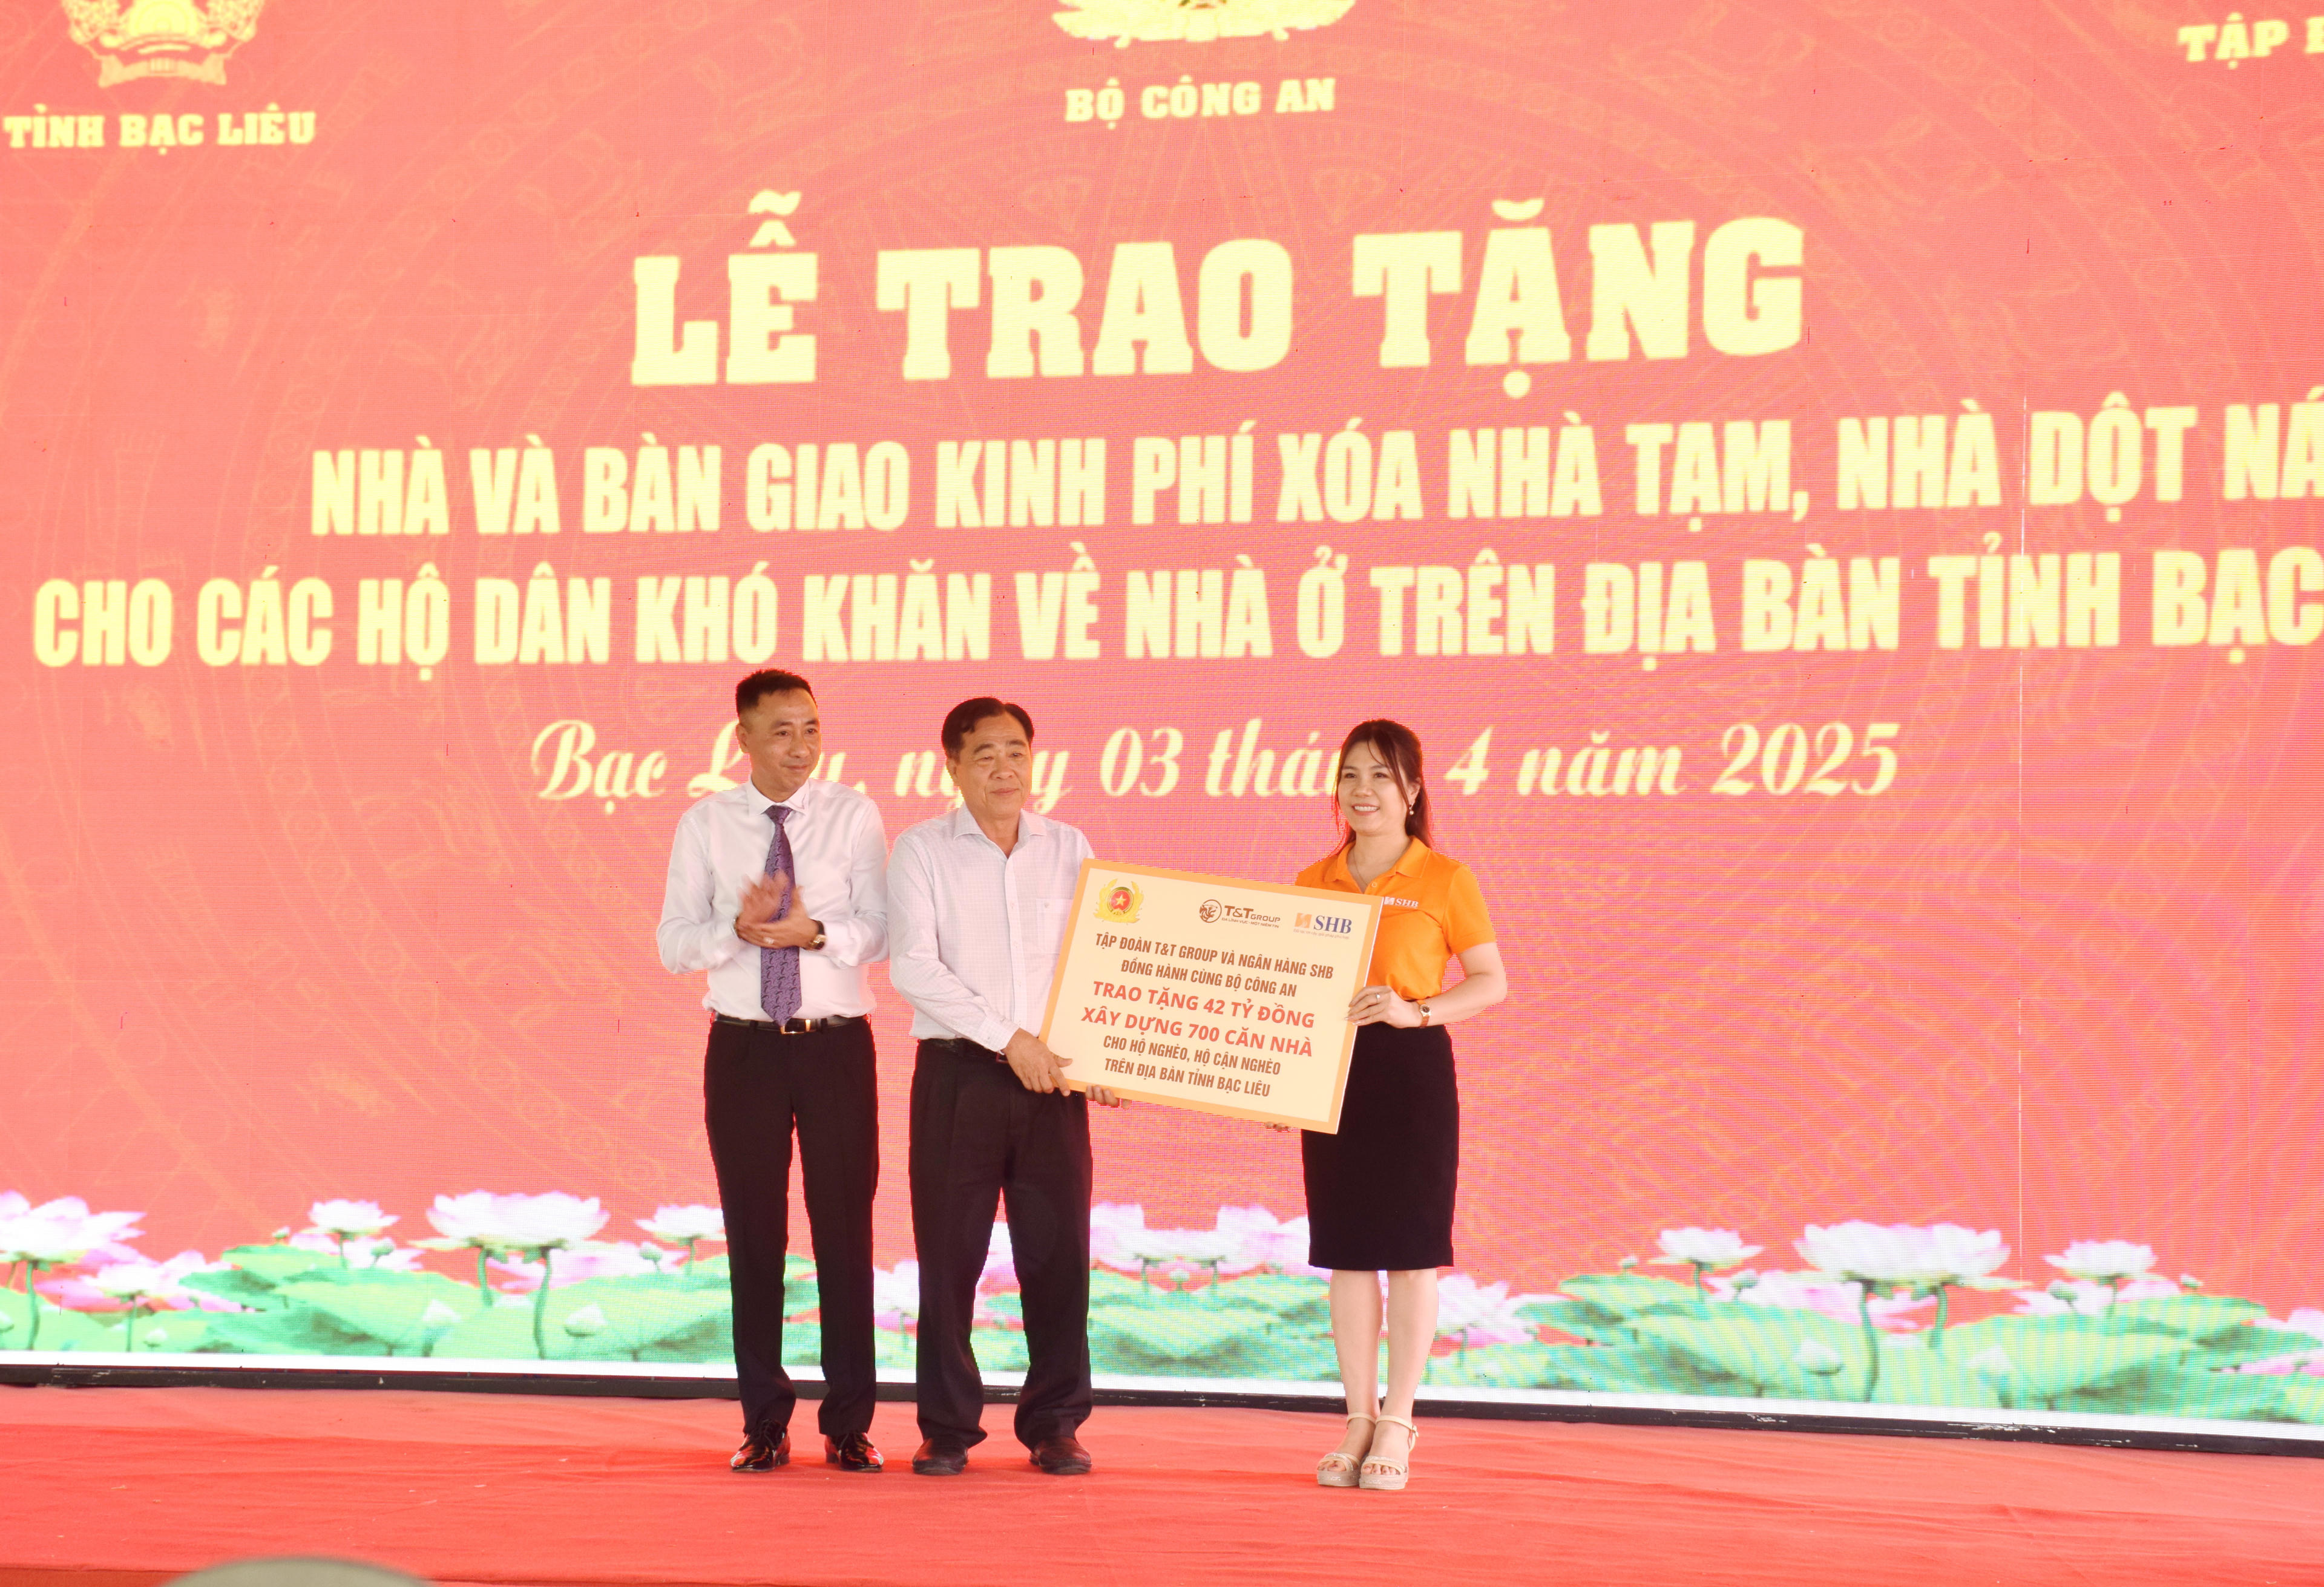 TỈNH BẠC LIÊU
BỘ CÔNG AN
TẬP
LỄ TRAO TẶNG
NHÀ VÀ BÀN GIAO KINH PHÍ XÓA NHÀ TẠM, NHÀ DỘT NÁ
CHO CÁC HỘ DÂN KHÓ KHĂN VỀ NHÀ Ở TRÊN ĐỊA BÀN TỈNH BẠC
Bạc L u, ngày 03 thá 4 năm 2025
T&T GROUP
SHB
SHB
TẬP ĐOÀN T&T GROUP VÀ NGÂN HÀNG SHB
ĐỒNG HÀNH CÙNG BỘ CÔNG AN
TRAO TẶNG 42 TỶ ĐỒNG
XÂY DỰNG 700 CĂN NHÀ
CHO HỘ NGHÈO, HỘ CẬN NGHÈO
TRÊN ĐỊA BÀN TỈNH BẠC LIÊU